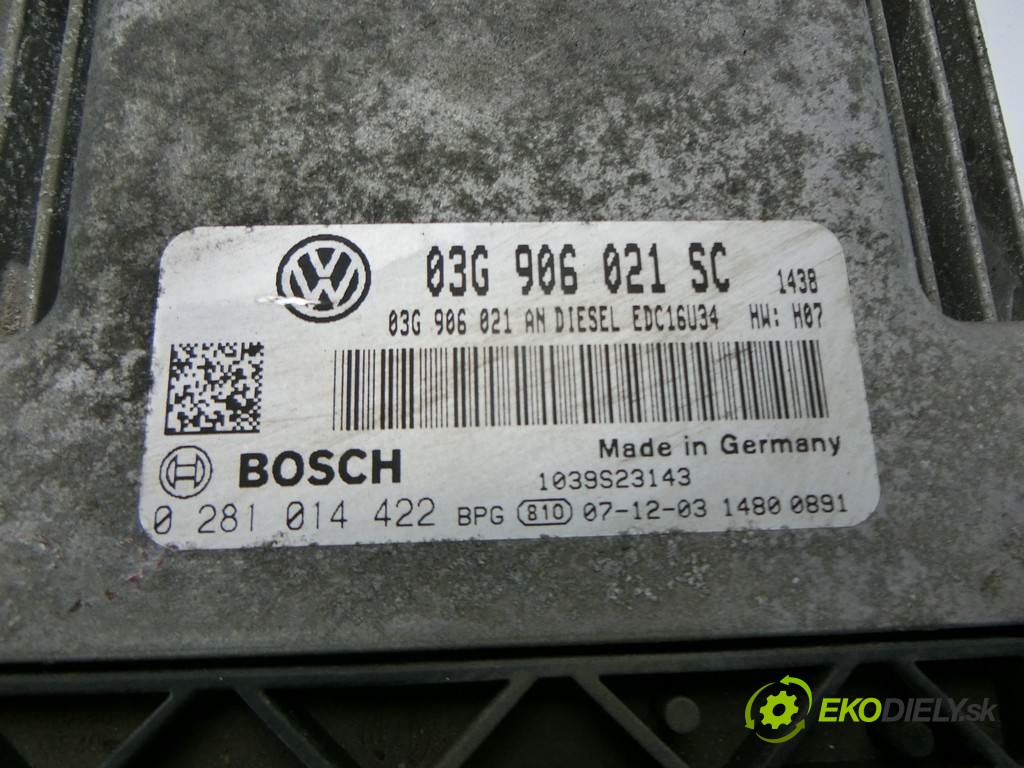 03G 906 021 SC 1438
03G 906 021 AN DIESEL EDC16U34 HW: H07
BOSCH
Made in Germany
1039S23143
0 281 014 422 BPG 810 07-12-03 1480 0891
EKODIELY.sk